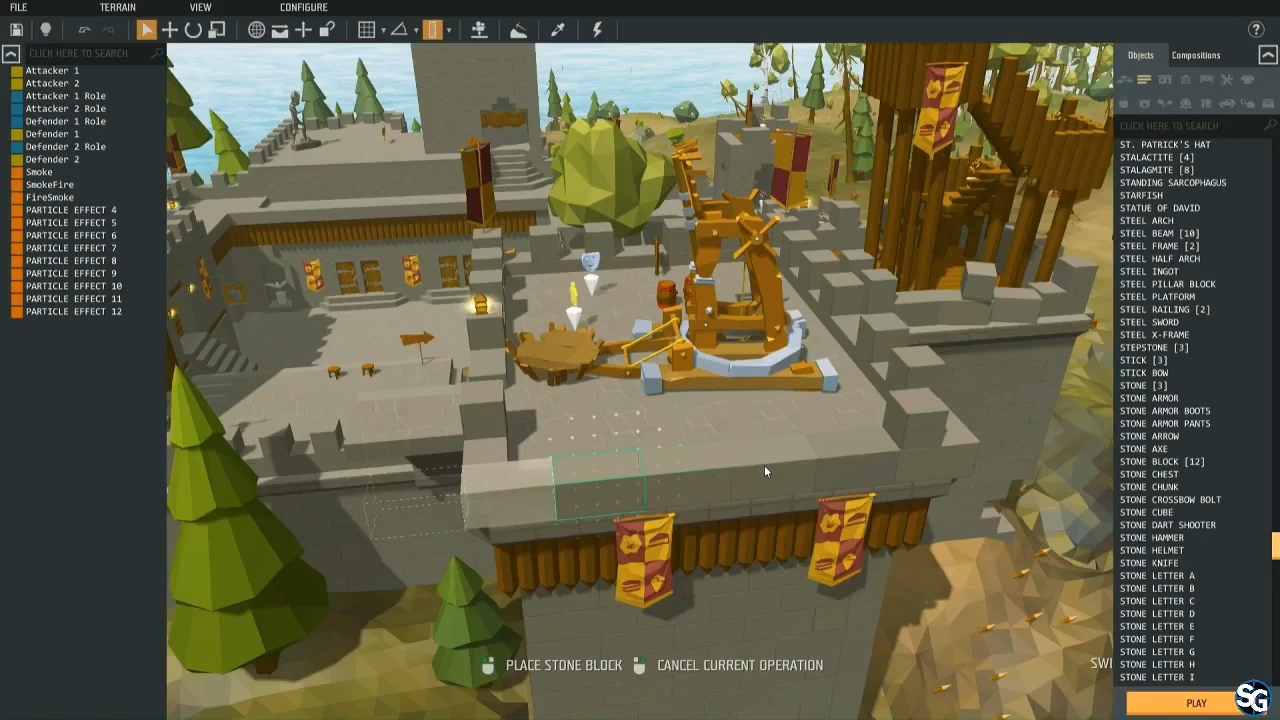 FILE
TERRAIN
VIEW
CONFIGURE
CLICK HERE TO SEARCH
Attacker 1
Attacker 2
Attacker 1 Role
Attacker 2 Role
Defender 1 Role
Defender 1
Defender 2 Role
Defender 2
Smoke
SmokeFire
FireSmoke
PARTICLE EFFECT 4
PARTICLE EFFECT 5
PARTICLE EFFECT 6
PARTICLE EFFECT 7
PARTICLE EFFECT 8
PARTICLE EFFECT 9
PARTICLE EFFECT 10
PARTICLE EFFECT 11
PARTICLE EFFECT 12
PLACE STONE BLOCK
CANCEL CURRENT OPERATION
SWI
Objects
Compositions
CLICK HERE TO SEARCH
ST. PATRICK'S HAT
STALACTITE [4]
STALAGMITE [8]
STANDING SARCOPHAGUS
STARFISH
STATUE OF DAVID
STEEL ARCH
STEEL BEAM [10]
STEEL FRAME [2]
STEEL HALF ARCH
STEEL INGOT
STEEL PILLAR BLOCK
STEEL PLATFORM
STEEL RAILING [2]
STEEL SWORD
STEEL X-FRAME
STEPSTONE [3]
STICK [3]
STICK BOW
STONE [3]
STONE ARMOR
STONE ARMOR BOOTS
STONE ARMOR PANTS
STONE ARROW
STONE AXE
STONE BLOCK [12]
STONE CHEST
STONE CHUNK
STONE CROSSBOW BOLT
STONE CUBE
STONE DART SHOOTER
STONE HAMMER
STONE HELMET
STONE KNIFE
STONE LETTER A
STONE LETTER B
STONE LETTER C
STONE LETTER D
STONE LETTER E
STONE LETTER F
STONE LETTER G
STONE LETTER H
STONE LETTER I
PLAY
SG